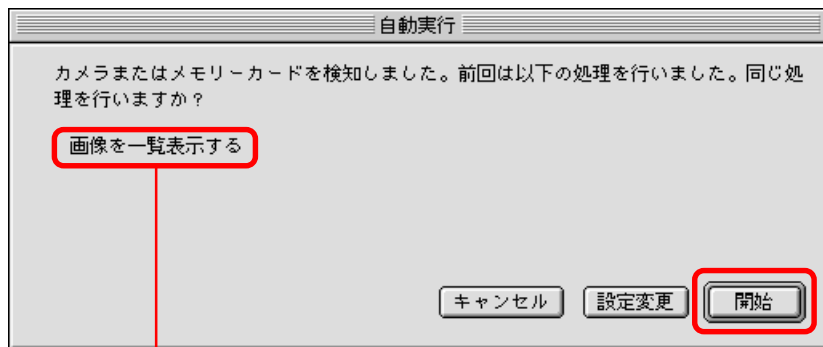 自動実行
カメラまたはメモリーカードを検知しました。前回は以下の処理を行いました。同じ処
理を行いますか？
画像を一覧表示する
キャンセル 設定変更 開始